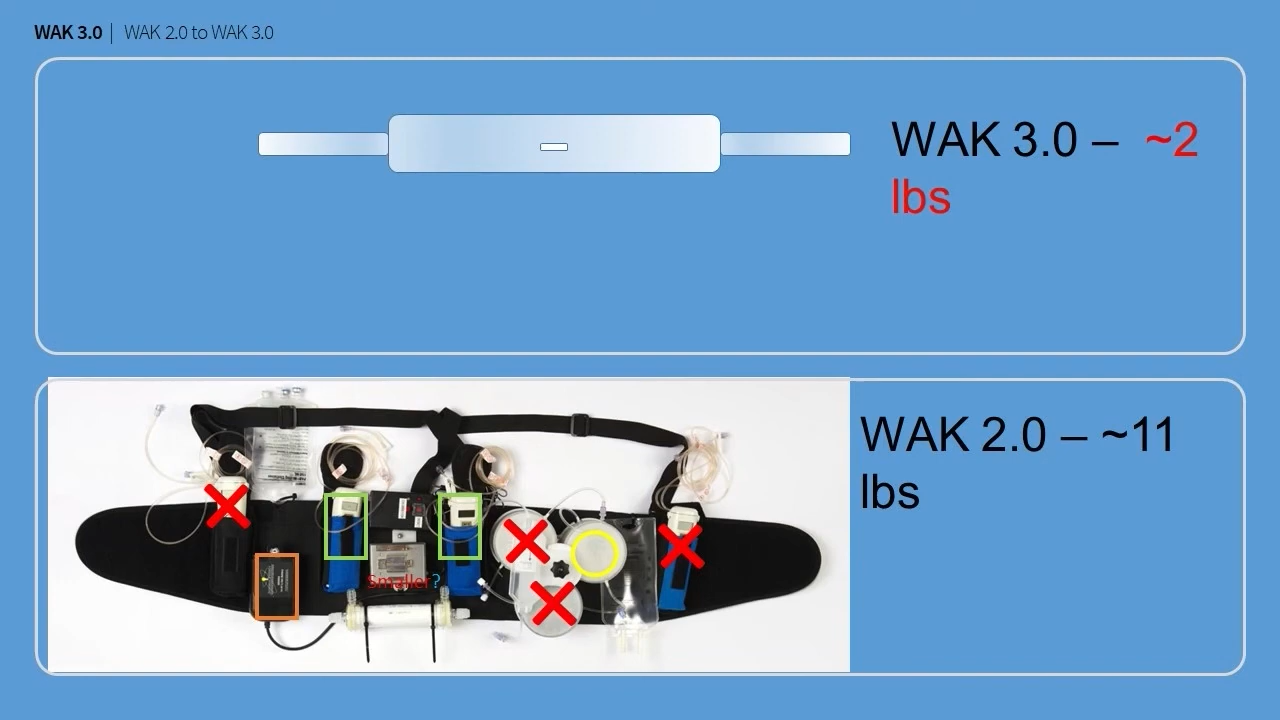 WAK 3.0 | WAK 2.0 to WAK 3.0
WAK 3.0 – ~2
lbs
WAK 2.0 – ~11
lbs
Smaller?